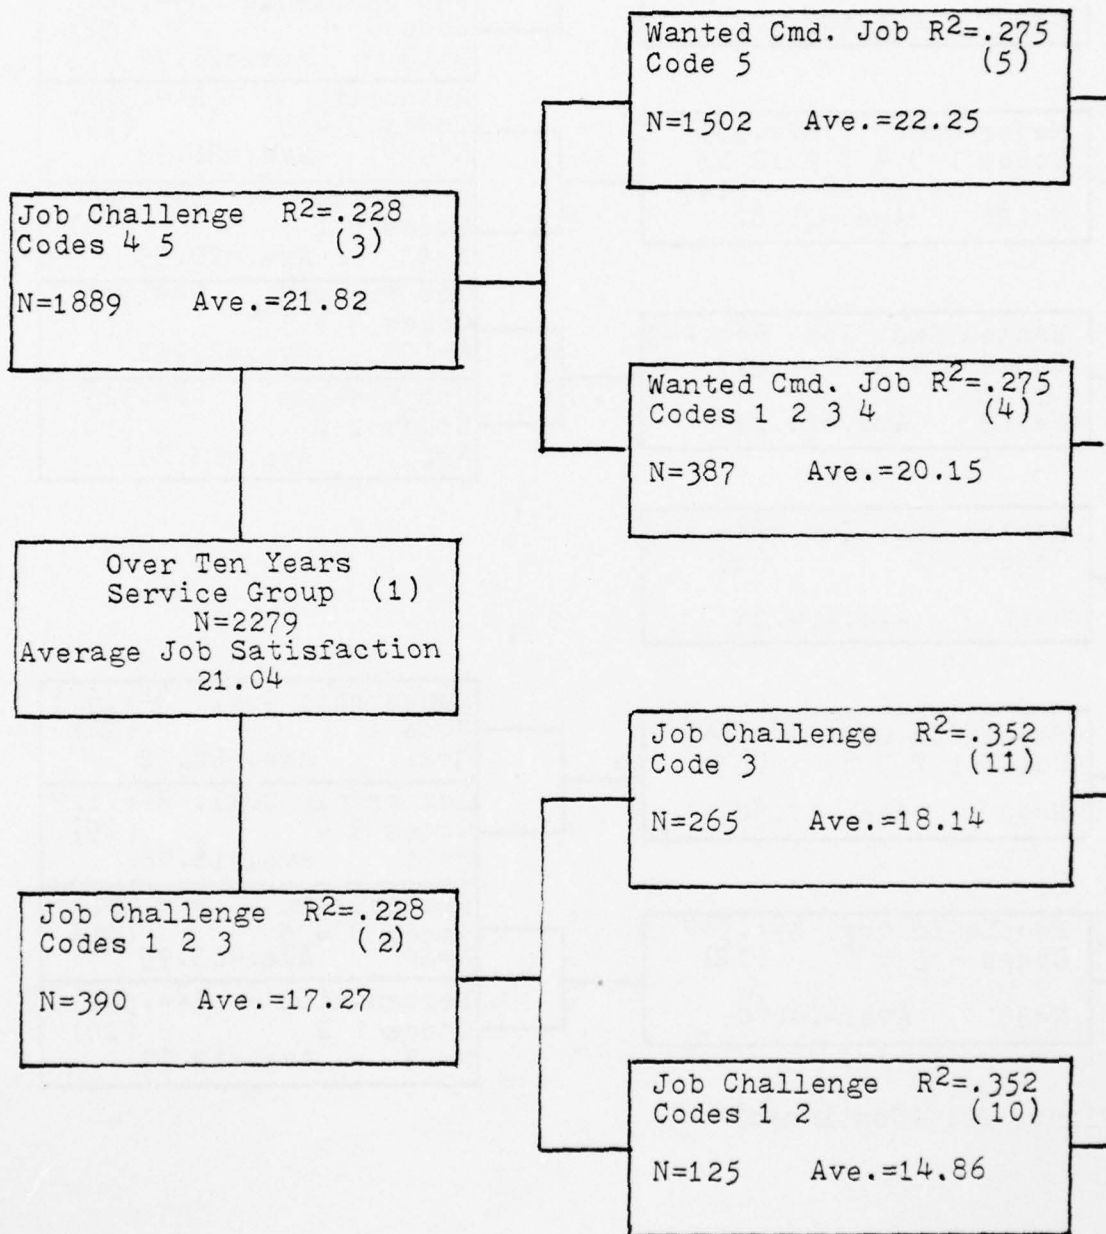 Wanted Cmd. Job R²=.275
Code 5 (5)
N=1502 Ave.=22.25
Job Challenge R²=.228
Codes 4 5 (3)
N=1889 Ave.=21.82
Wanted Cmd. Job R²=.275
Codes 1 2 3 4 (4)
N=387 Ave.=20.15
Over Ten Years
Service Group (1)
N=2279
Average Job Satisfaction
21.04
Job Challenge R²=.352
Code 3 (11)
N=265 Ave.=18.14
Job Challenge R²=.228
Codes 1 2 3 (2)
N=390 Ave.=17.27
Job Challenge R²=.352
Codes 1 2 (10)
N=125 Ave.=14.86